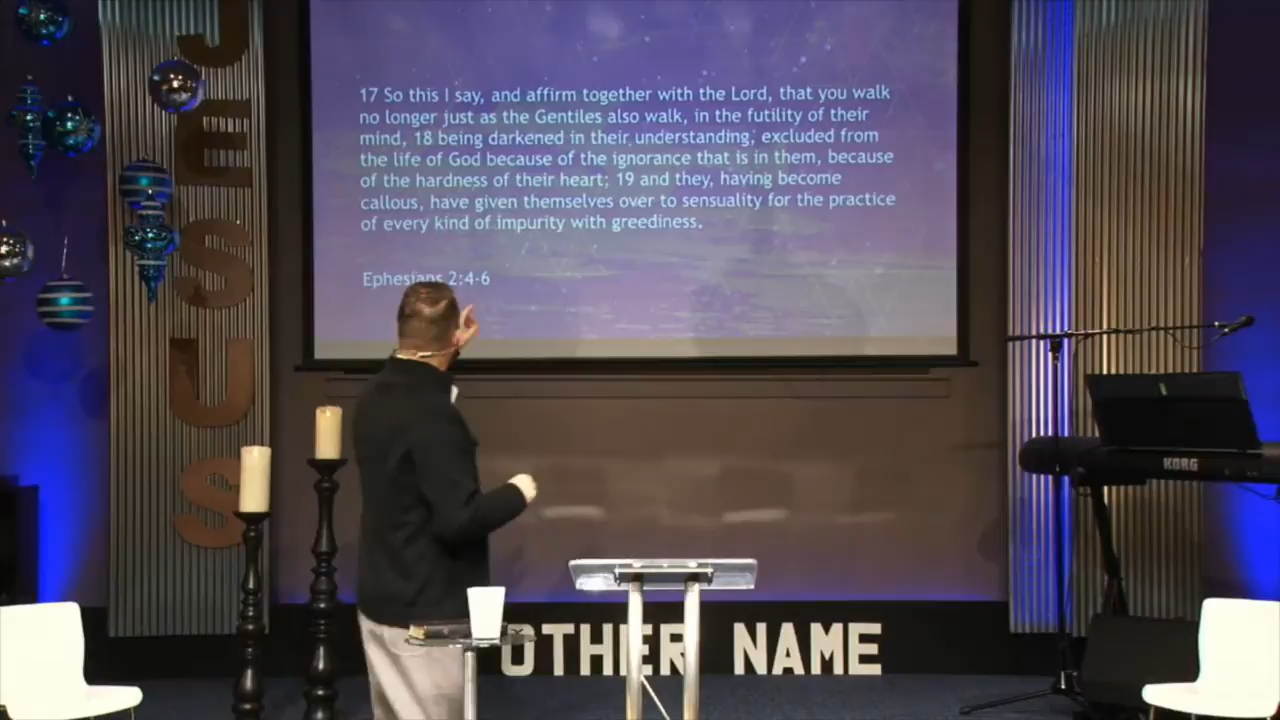 JESUS
17 So this I say, and affirm together with the Lord, that you walk
no longer just as the Gentiles also walk, in the futility of their
mind, 18 being darkened in their understanding, excluded from
the life of God because of the ignorance that is in them, because
of the hardness of their heart; 19 and they, having become
callous, have given themselves over to sensuality for the practice
of every kind of impurity with greediness.
Ephesians 2:4-6
KORG
OTHER NAME